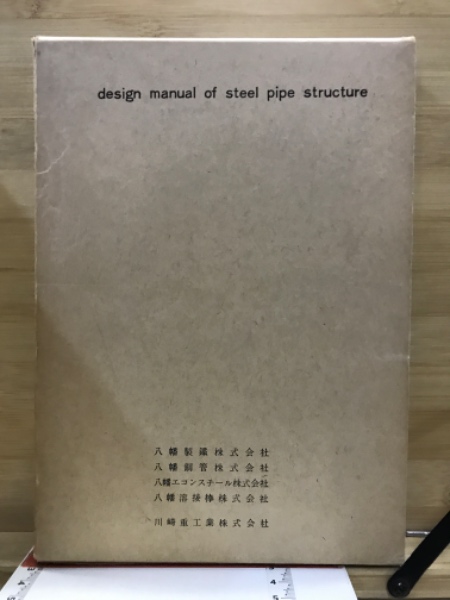 design manual of steel pipe structure
八幡製鐵株式会社
八幡鋼管株式会社
八幡エコンスチール株式会社
八幡溶接棒株式会社
川崎重工業株式会社